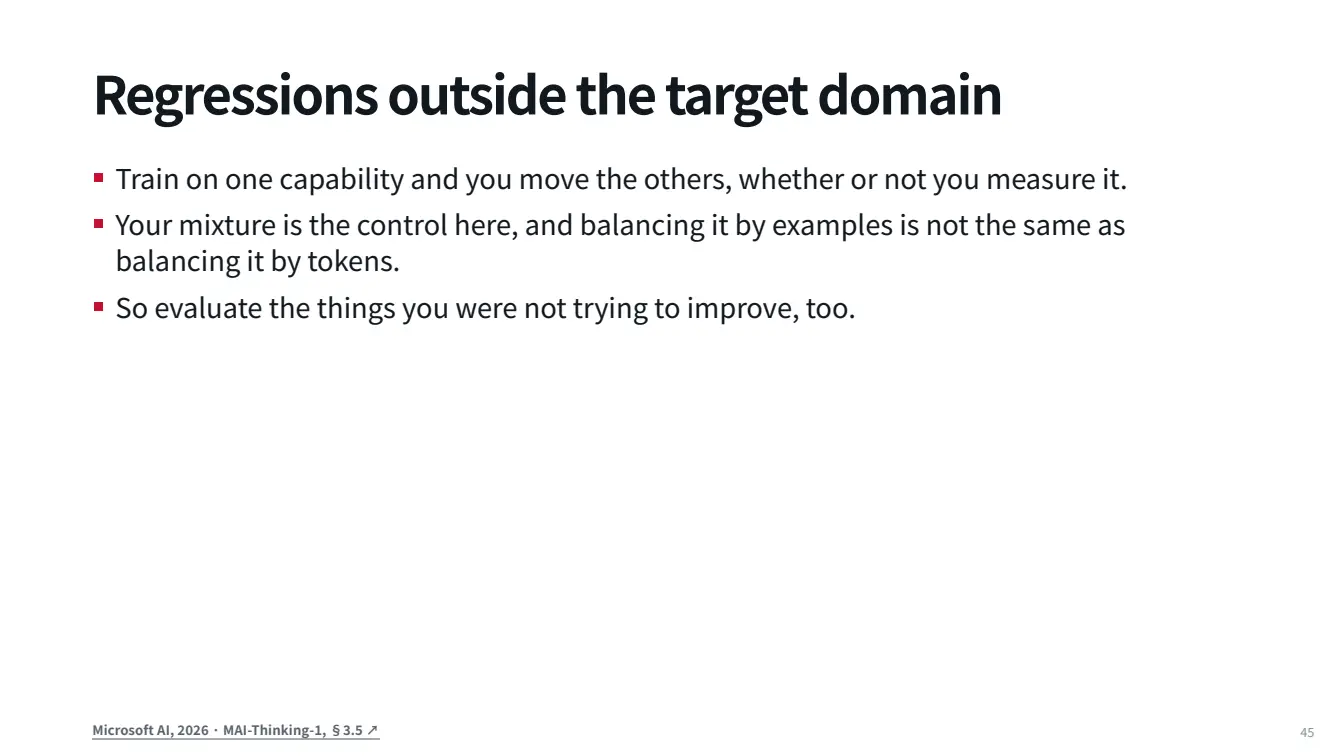 Regressions outside the target domain
▪ Train on one capability and you move the others, whether or not you measure it.
▪ Your mixture is the control here, and balancing it by examples is not the same as
balancing it by tokens.
▪ So evaluate the things you were not trying to improve, too.
Microsoft AI, 2026 · MAI-Thinking-1, §3.5 ↗
45